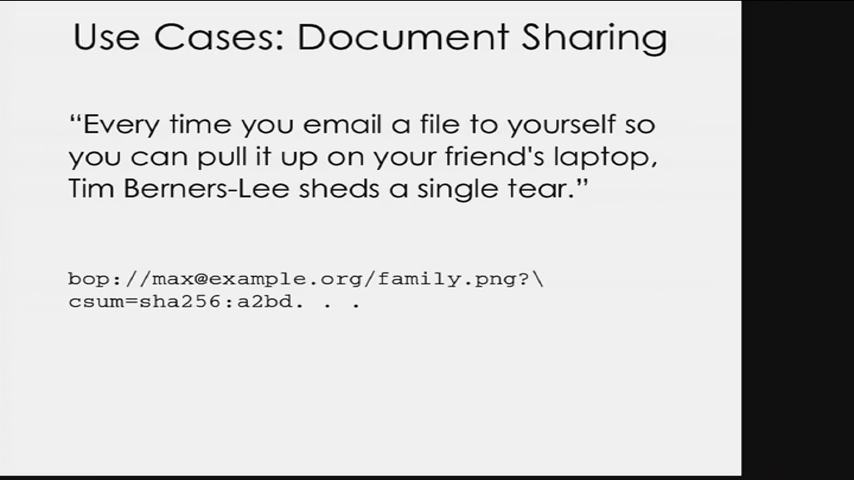 Use Cases: Document Sharing
“Every time you email a file to yourself so
you can pull it up on your friend's laptop,
Tim Berners-Lee sheds a single tear.”
bop://max@example.org/family.png?\
csum=sha256:a2bd. . .